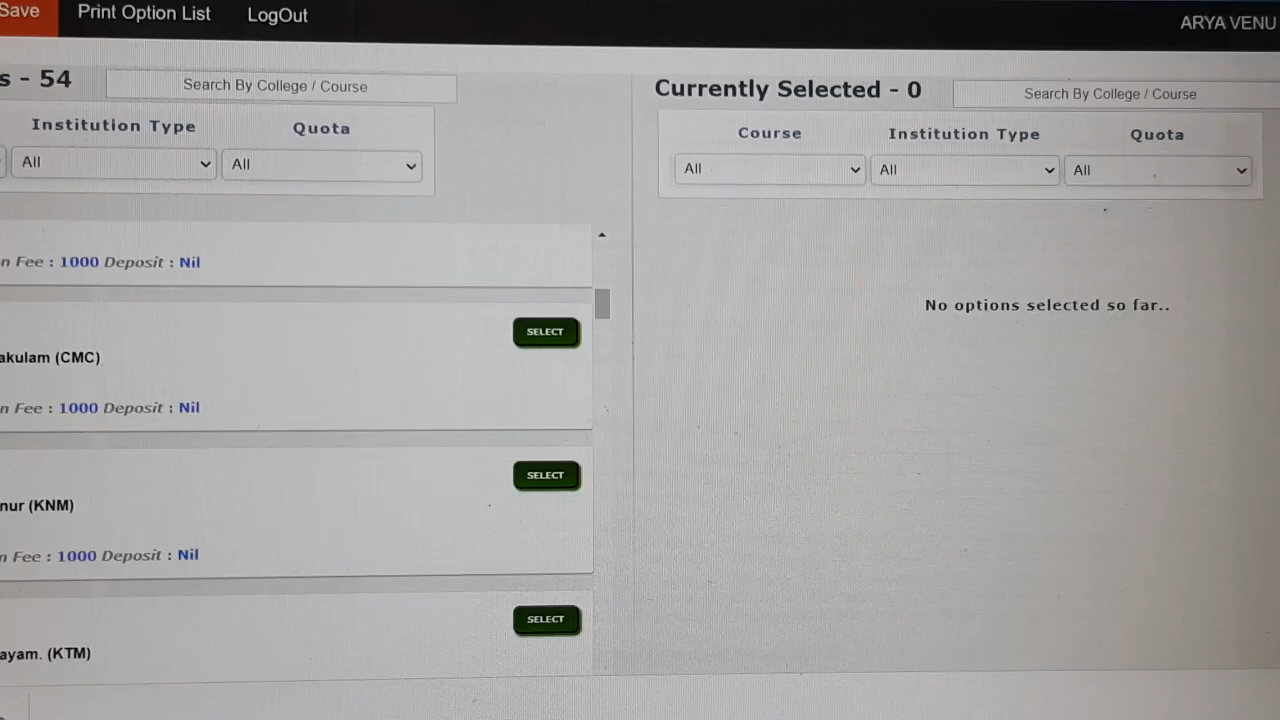 Save Print Option List LogOut ARYA VENU
s - 54 Search By College / Course
Institution Type Quota
All All
n Fee : 1000 Deposit : Nil
SELECT
akulam (CMC)
n Fee : 1000 Deposit : Nil
SELECT
nur (KNM)
n Fee : 1000 Deposit : Nil
SELECT
ayam. (KTM)
Currently Selected - 0 Search By College / Course
Course Institution Type Quota
All All All
No options selected so far..